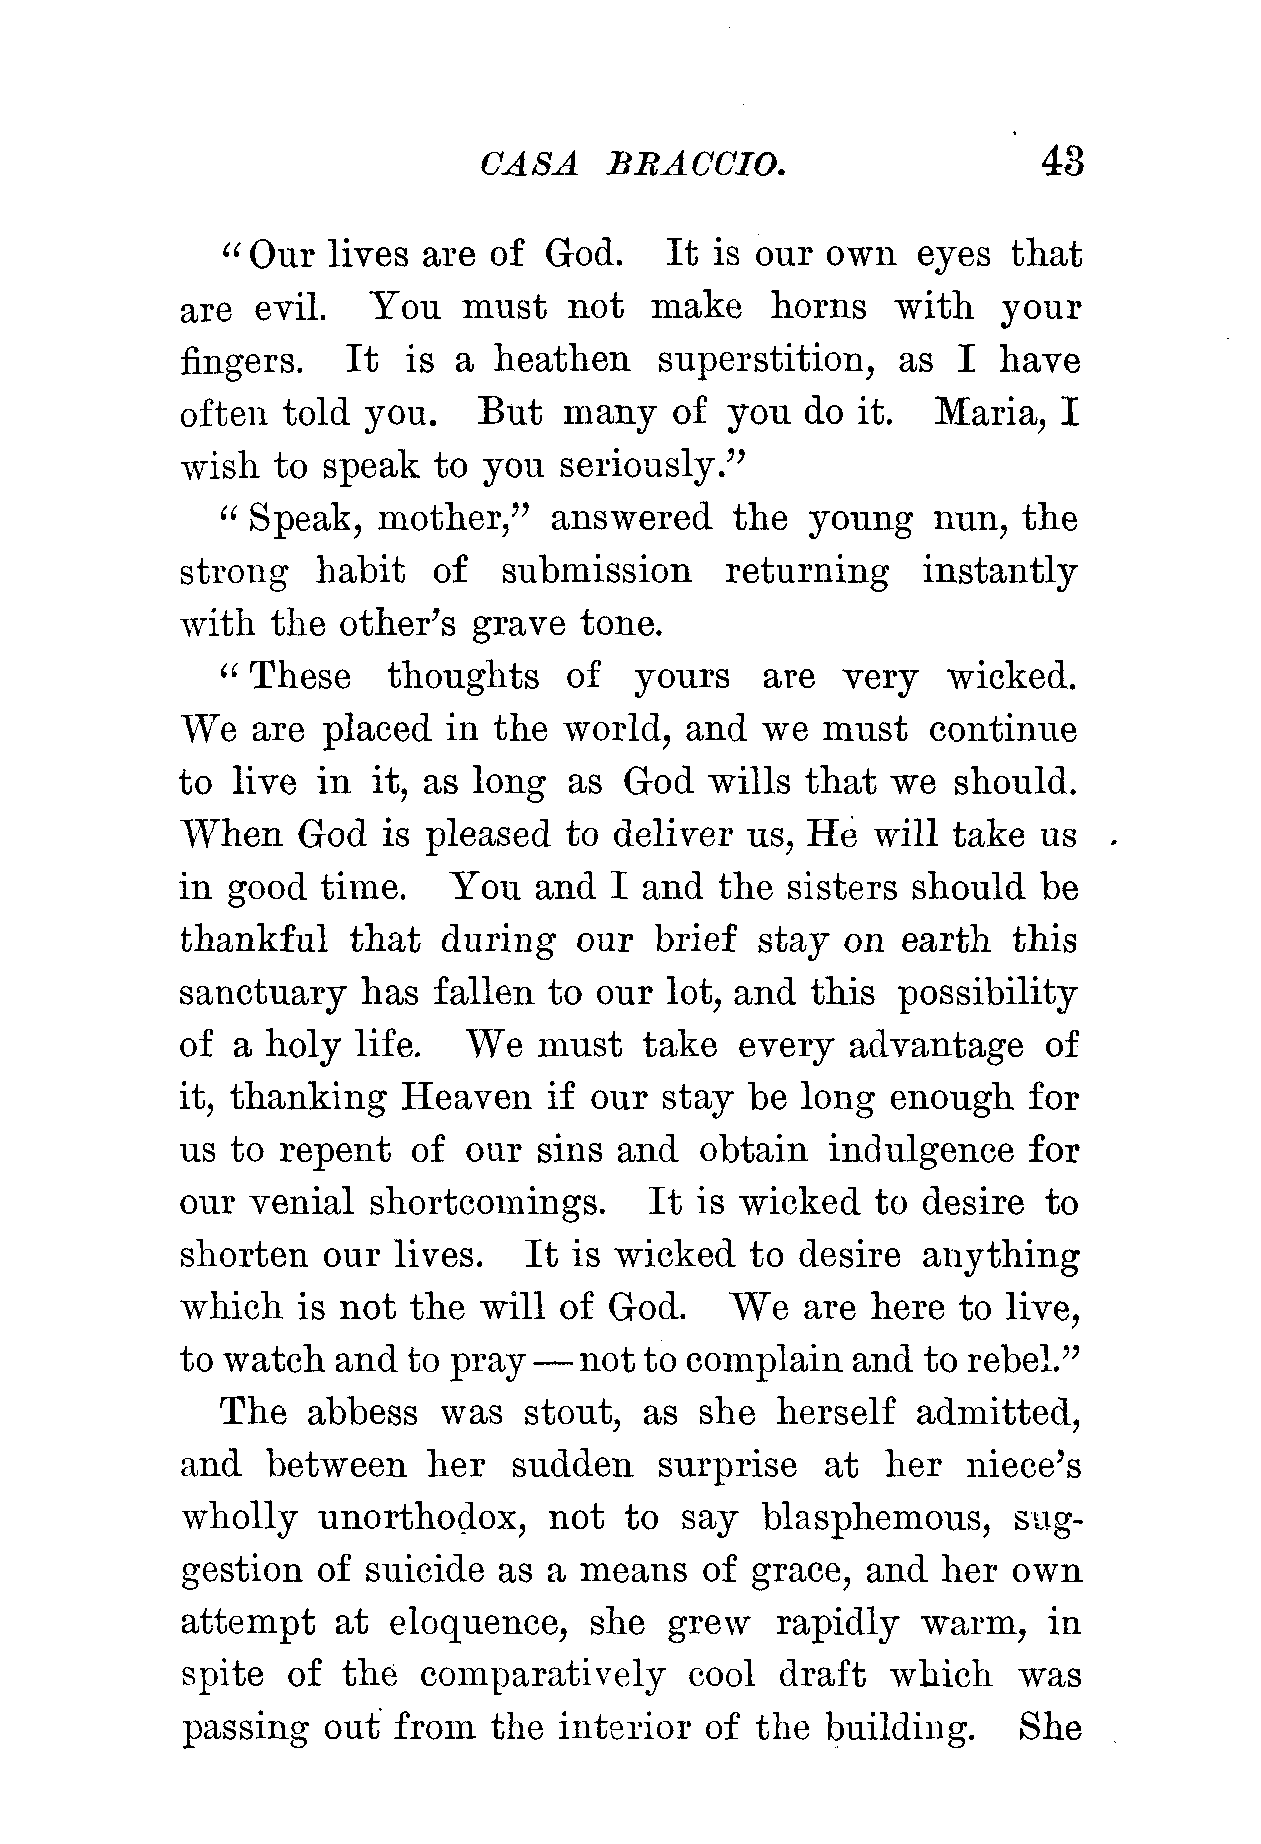 CASA BRACCIO. 43
“Our lives are of God. It is our own eyes that
are evil. You must not make horns with your
fingers. It is a heathen superstition, as I have
often told you. But many of you do it. Maria, I
wish to speak to you seriously.”
“Speak, mother,” answered the young nun, the
strong habit of submission returning instantly
with the other’s grave tone.
“These thoughts of yours are very wicked.
We are placed in the world, and we must continue
to live in it, as long as God wills that we should.
When God is pleased to deliver us, He will take us
in good time. You and I and the sisters should be
thankful that during our brief stay on earth this
sanctuary has fallen to our lot, and this possibility
of a holy life. We must take every advantage of
it, thanking Heaven if our stay be long enough for
us to repent of our sins and obtain indulgence for
our venial shortcomings. It is wicked to desire to
shorten our lives. It is wicked to desire anything
which is not the will of God. We are here to live,
to watch and to pray — not to complain and to rebel.”
The abbess was stout, as she herself admitted,
and between her sudden surprise at her niece’s
wholly unorthodox, not to say blasphemous, sug-
gestion of suicide as a means of grace, and her own
attempt at eloquence, she grew rapidly warm, in
spite of the comparatively cool draft which was
passing out from the interior of the building. She